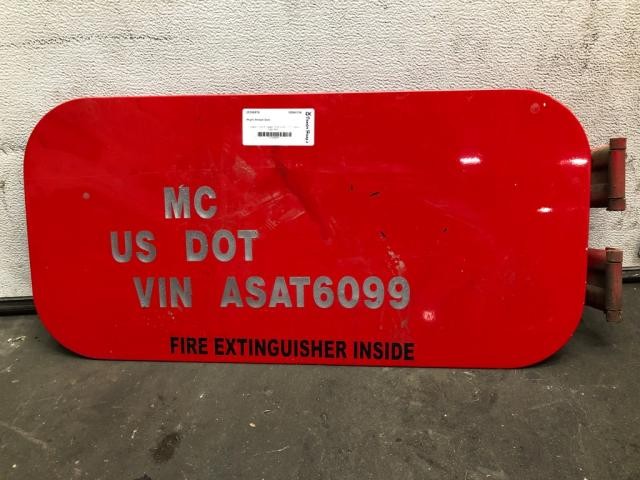 MC
US DOT
VIN ASAT6099
FIRE EXTINGUISHER INSIDE